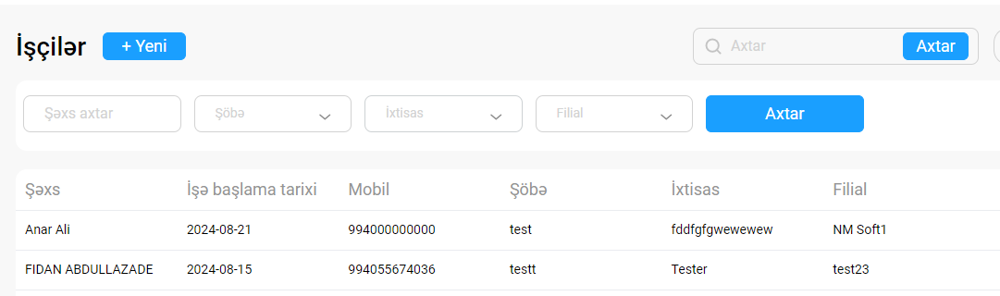 İşçilər + Yeni Axtar Axtar
Şəxs axtar Şöbə İxtisas Filial Axtar
Şəxs İşə başlama tarixi Mobil Şöbə İxtisas Filial
Anar Ali 2024-08-21 994000000000 test fddfgfgwewewew NM Soft1
FIDAN ABDULLAZADE 2024-08-15 994055674036 testt Tester test23